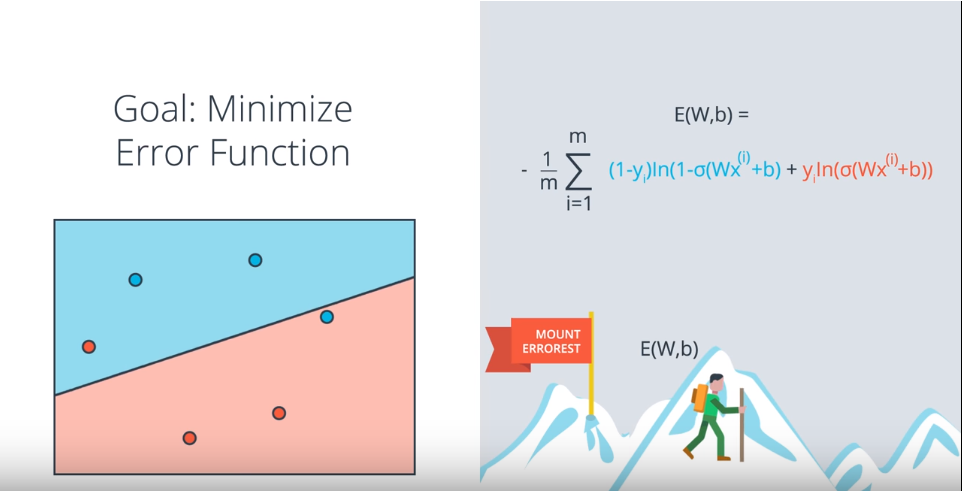 Goal: Minimize
Error Function
E(W,b) =
- 1/m m∑i=1 (1-yᵢ)ln(1-σ(Wx⁽ⁱ⁾+b) + yᵢln(σ(Wx⁽ⁱ⁾+b))
MOUNT
ERROREST
E(W,b)